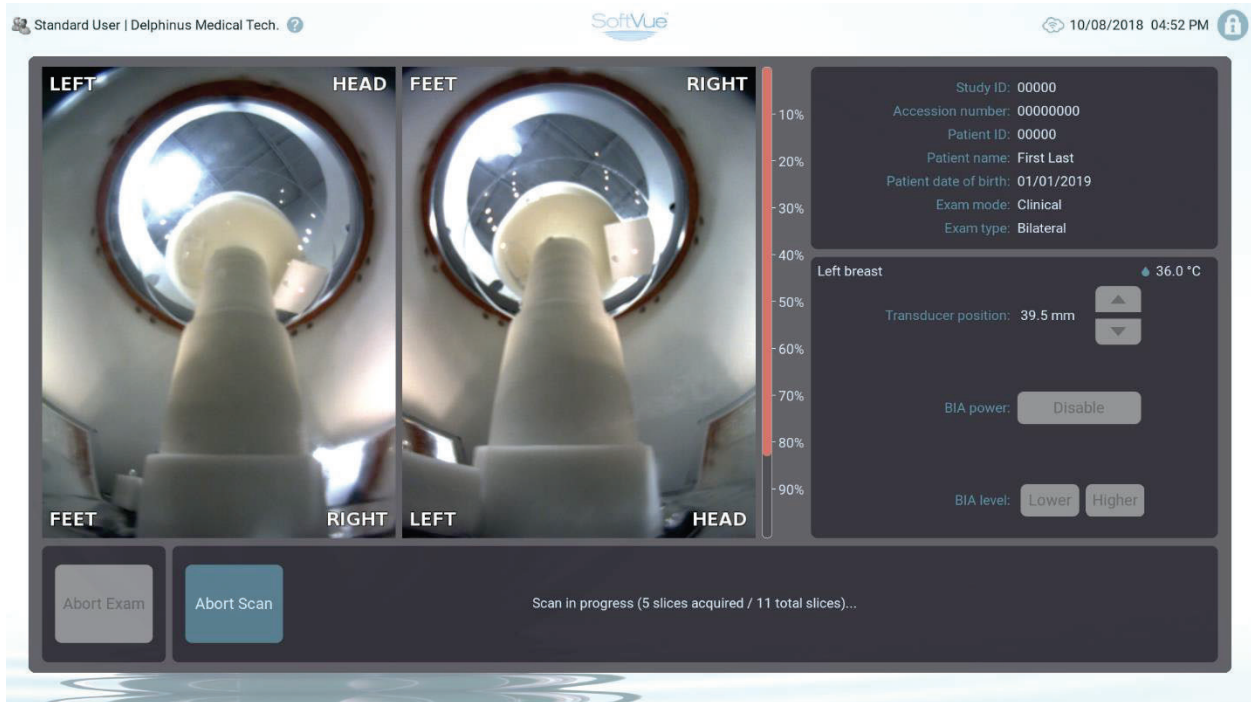 Standard User | Delphinus Medical Tech. ?
SoftVue
10/08/2018 04:52 PM
LEFT HEAD
FEET RIGHT
FEET RIGHT
LEFT HEAD
10%
20%
30%
40%
50%
60%
70%
80%
90%
Study ID: 00000
Accession number: 00000000
Patient ID: 00000
Patient name: First Last
Patient date of birth: 01/01/2019
Exam mode: Clinical
Exam type: Bilateral
Left breast 36.0 °C
Transducer position: 39.5 mm
BIA power: Disable
BIA level: Lower Higher
Abort Exam
Abort Scan
Scan in progress (5 slices acquired / 11 total slices)...